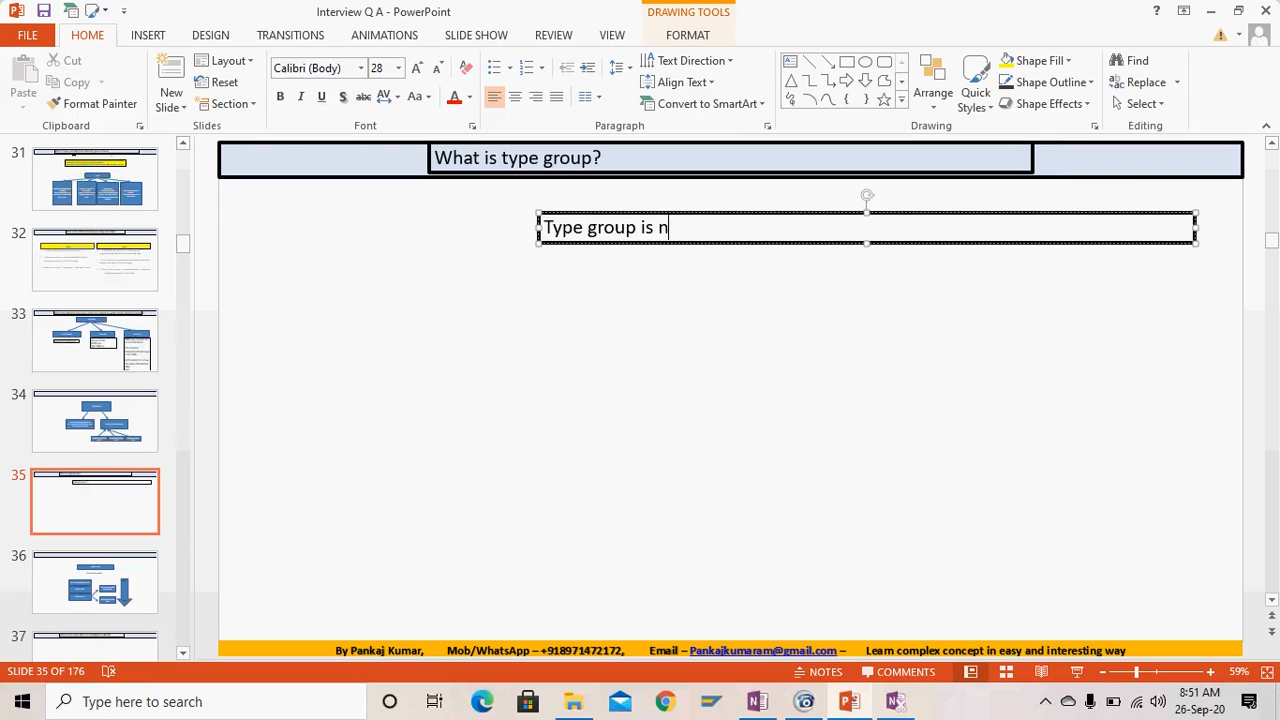 Interview Q A - PowerPoint
DRAWING TOOLS
?
FILE
HOME
INSERT
DESIGN
TRANSITIONS
ANIMATIONS
SLIDE SHOW
REVIEW
VIEW
FORMAT
Paste
Cut
Copy
Format Painter
Clipboard
New
Slide
Layout
Reset
Section
Slides
Calibri (Body)
28
B I U S abc AV Aa A
Font
Text Direction
Align Text
Convert to SmartArt
Paragraph
Arrange
Quick
Styles
Shape Fill
Shape Outline
Shape Effects
Drawing
Find
Replace
Select
Editing
31
32
33
34
35
36
37
What is type group?
Type group is n
By Pankaj Kumar, Mob/WhatsApp – +918971472172, Email – Pankajkumaram@gmail.com – Learn complex concept in easy and interesting way
SLIDE 35 OF 176
NOTES
COMMENTS
59%
Type here to search
8:51 AM
26-Sep-20